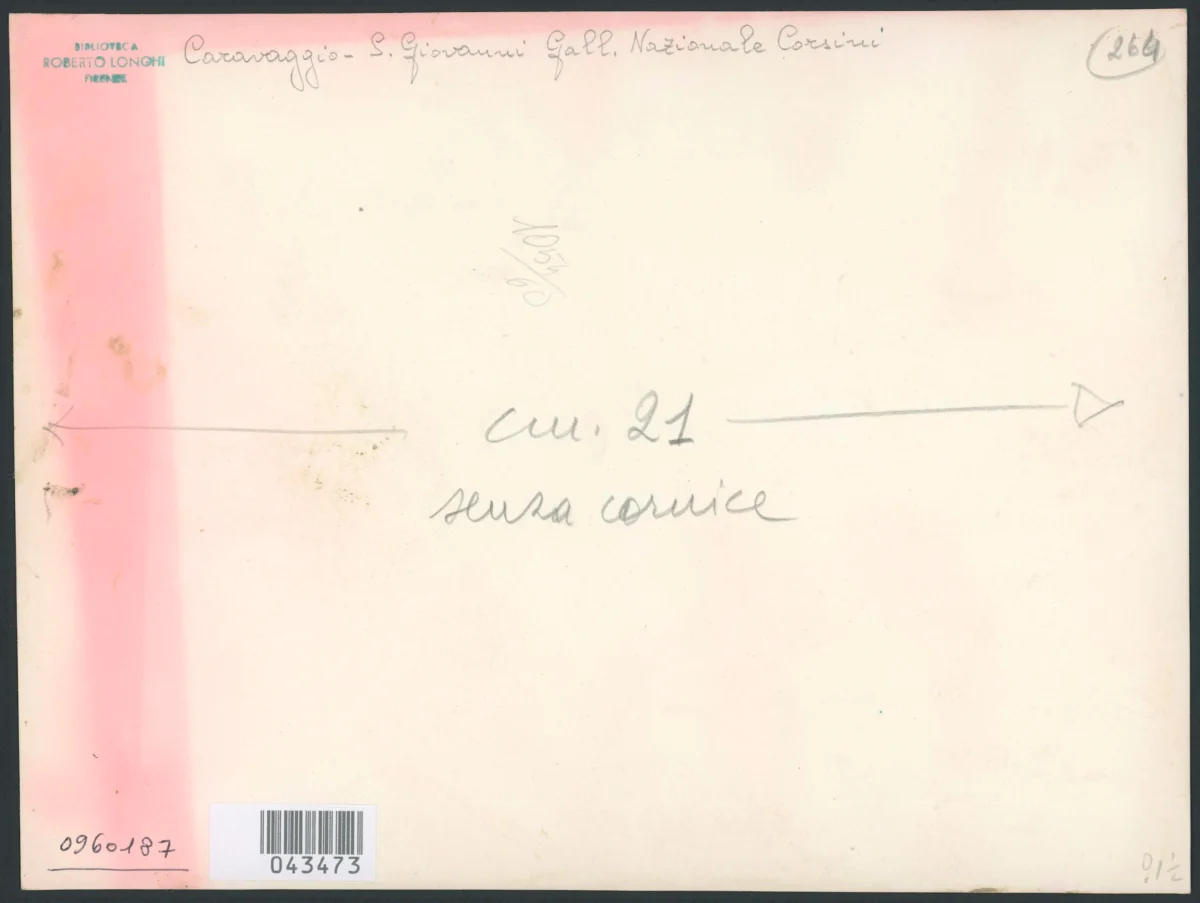 BIBLIOTECA
ROBERTO LONGHI
FIRENZE
Caravaggio - S. Giovanni Gall. Nazionale Corsini
264
cm. 21
senza cornice
0960187
043473